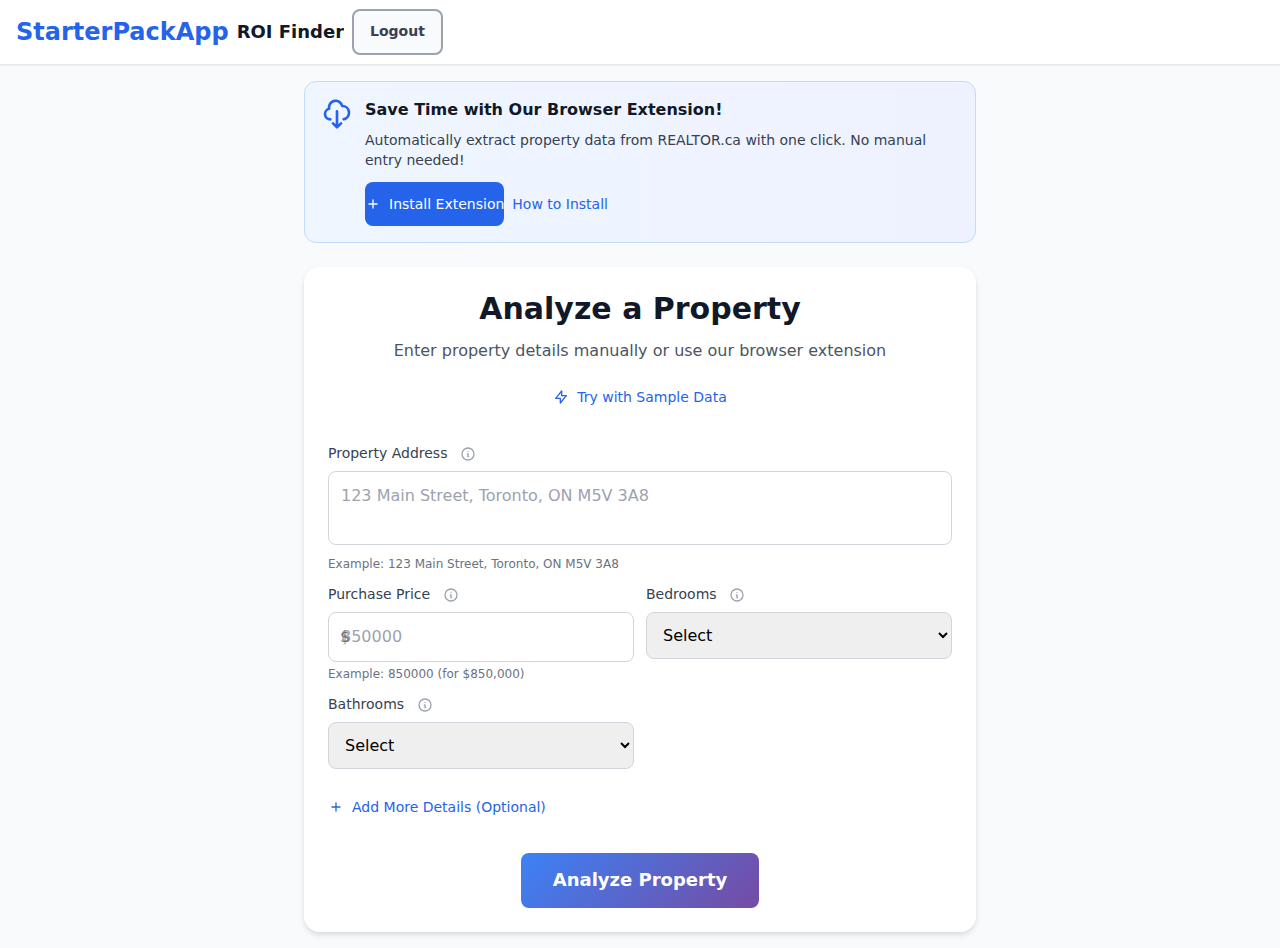 StarterPackApp ROI Finder Logout
Save Time with Our Browser Extension!
Automatically extract property data from REALTOR.ca with one click. No manual
entry needed!
+ Install Extension How to Install
Analyze a Property
Enter property details manually or use our browser extension
Try with Sample Data
Property Address
123 Main Street, Toronto, ON M5V 3A8
Example: 123 Main Street, Toronto, ON M5V 3A8
Purchase Price Bedrooms
$ 850000 Select
Example: 850000 (for $850,000)
Bathrooms
Select
+ Add More Details (Optional)
Analyze Property